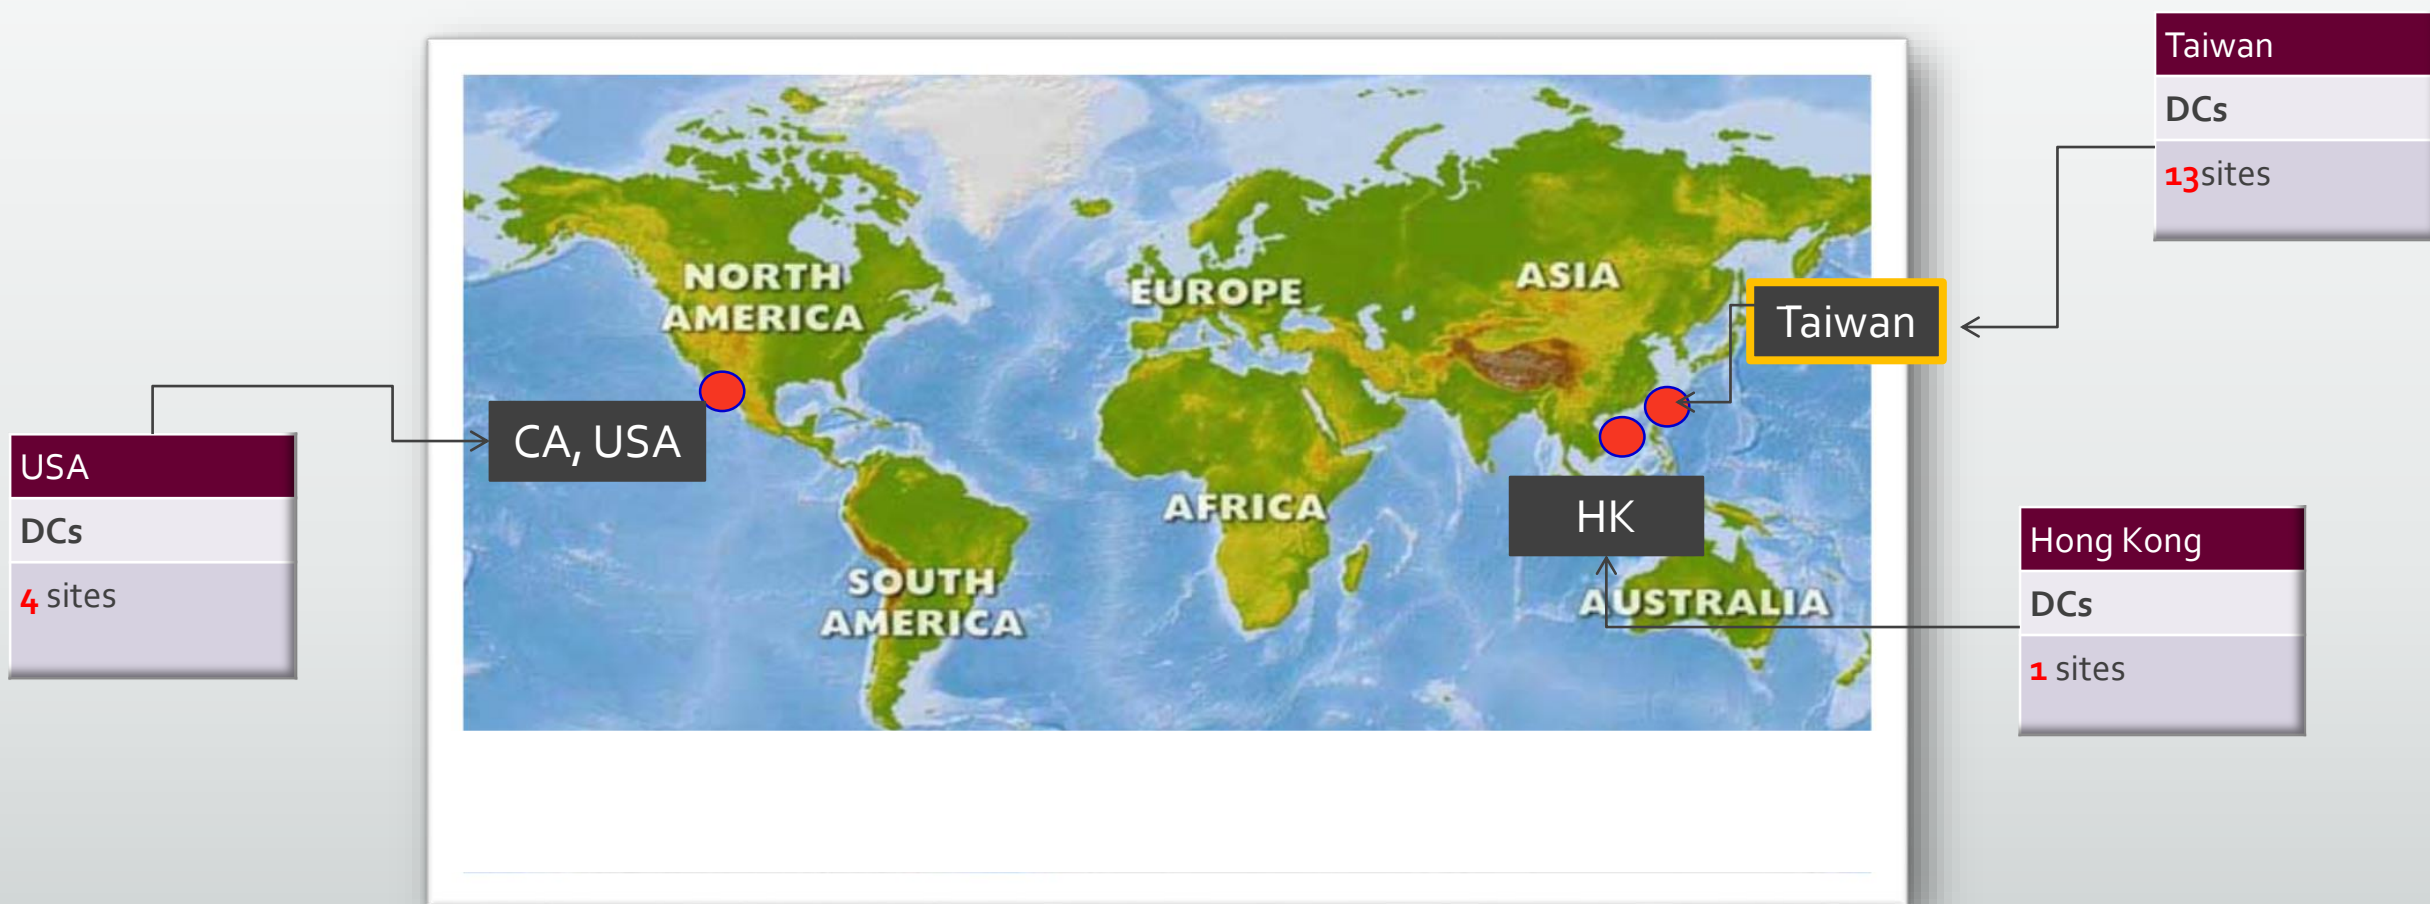 Taiwan
DCs
13sites
NORTH
AMERICA
EUROPE
ASIA
Taiwan
CA, USA
USA
DCs
4 sites
AFRICA
HK
SOUTH
AMERICA
AUSTRALIA
Hong Kong
DCs
1 sites